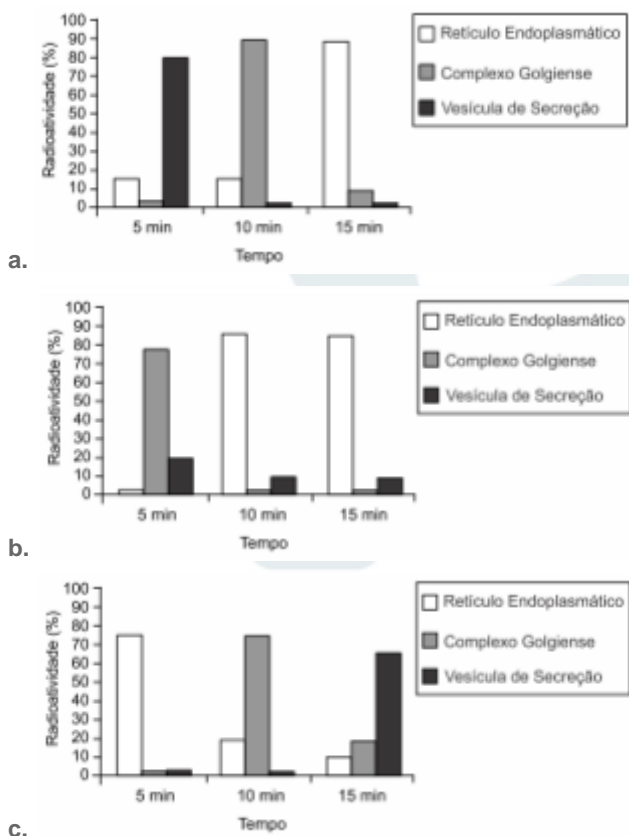 Radioatividade (%)
100
90
80
70
60
50
40
30
20
10
0
5 min
10 min
15 min
Tempo
Retículo Endoplasmático
Complexo Golgiense
Vesícula de Secreção
a.
Radioatividade (%)
100
90
80
70
60
50
40
30
20
10
0
5 min
10 min
15 min
Tempo
Retículo Endoplasmático
Complexo Golgiense
Vesícula de Secreção
b.
Radioatividade (%)
100
90
80
70
60
50
40
30
20
10
0
5 min
10 min
15 min
Tempo
Retículo Endoplasmático
Complexo Golgiense
Vesícula de Secreção
c.